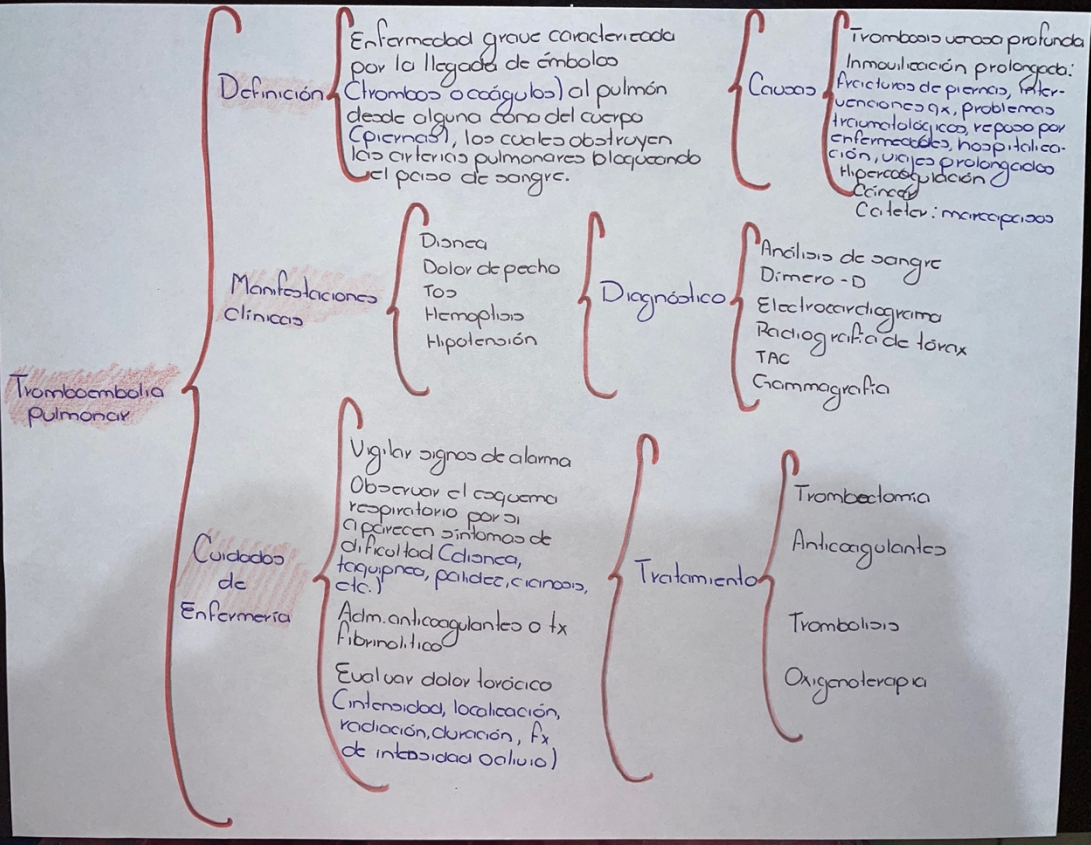 Tromboembolia
pulmonar
Definición
Enfermedad grave caracterizada
por la llegada de émbolos
(trombos o coágulos) al pulmón
desde alguna zona del cuerpo
(piernas), los cuales obstruyen
las arterias pulmonares bloqueando
el paso de sangre.
Causas
Trombosis venosa profunda
Inmovilización prolongada:
fracturas de piernas, inter-
venciones qx, problemas
traumatológicos, reposo por
enfermedades, hospitaliza-
ción, viajes prolongados
Hipercoagulación
Cáncer
Catéter: marcapasos
Manifestaciones
clínicas
Disnea
Dolor de pecho
Tos
Hemoptisis
Hipotensión
Diagnóstico
Análisis de sangre
Dímero-D
Electrocardiograma
Radiografía de tórax
TAC
Gammagrafía
Cuidados
de
Enfermería
Vigilar signos de alarma
Observar el esquema
respiratorio por si
aparecen síntomas de
dificultad (disnea,
taquipnea, palidez, cianosis,
etc.)
Adm. anticoagulantes o tx
fibrinolítico
Evaluar dolor torácico
(intensidad, localización,
radiación, duración, fx
de intesidad o alivio)
Tratamiento
Trombectomía
Anticoagulantes
Trombolisis
Oxigenoterapia